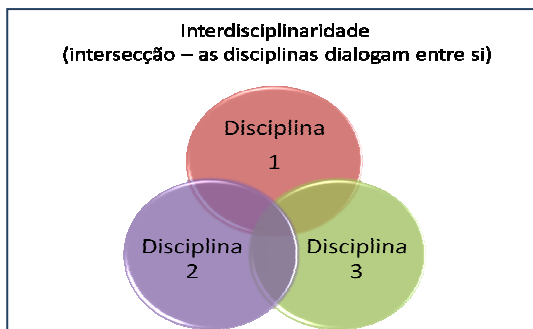 Interdisciplinaridade
(intersecção – as disciplinas dialogam entre si)
Disciplina
1
Disciplina
2
Disciplina
3